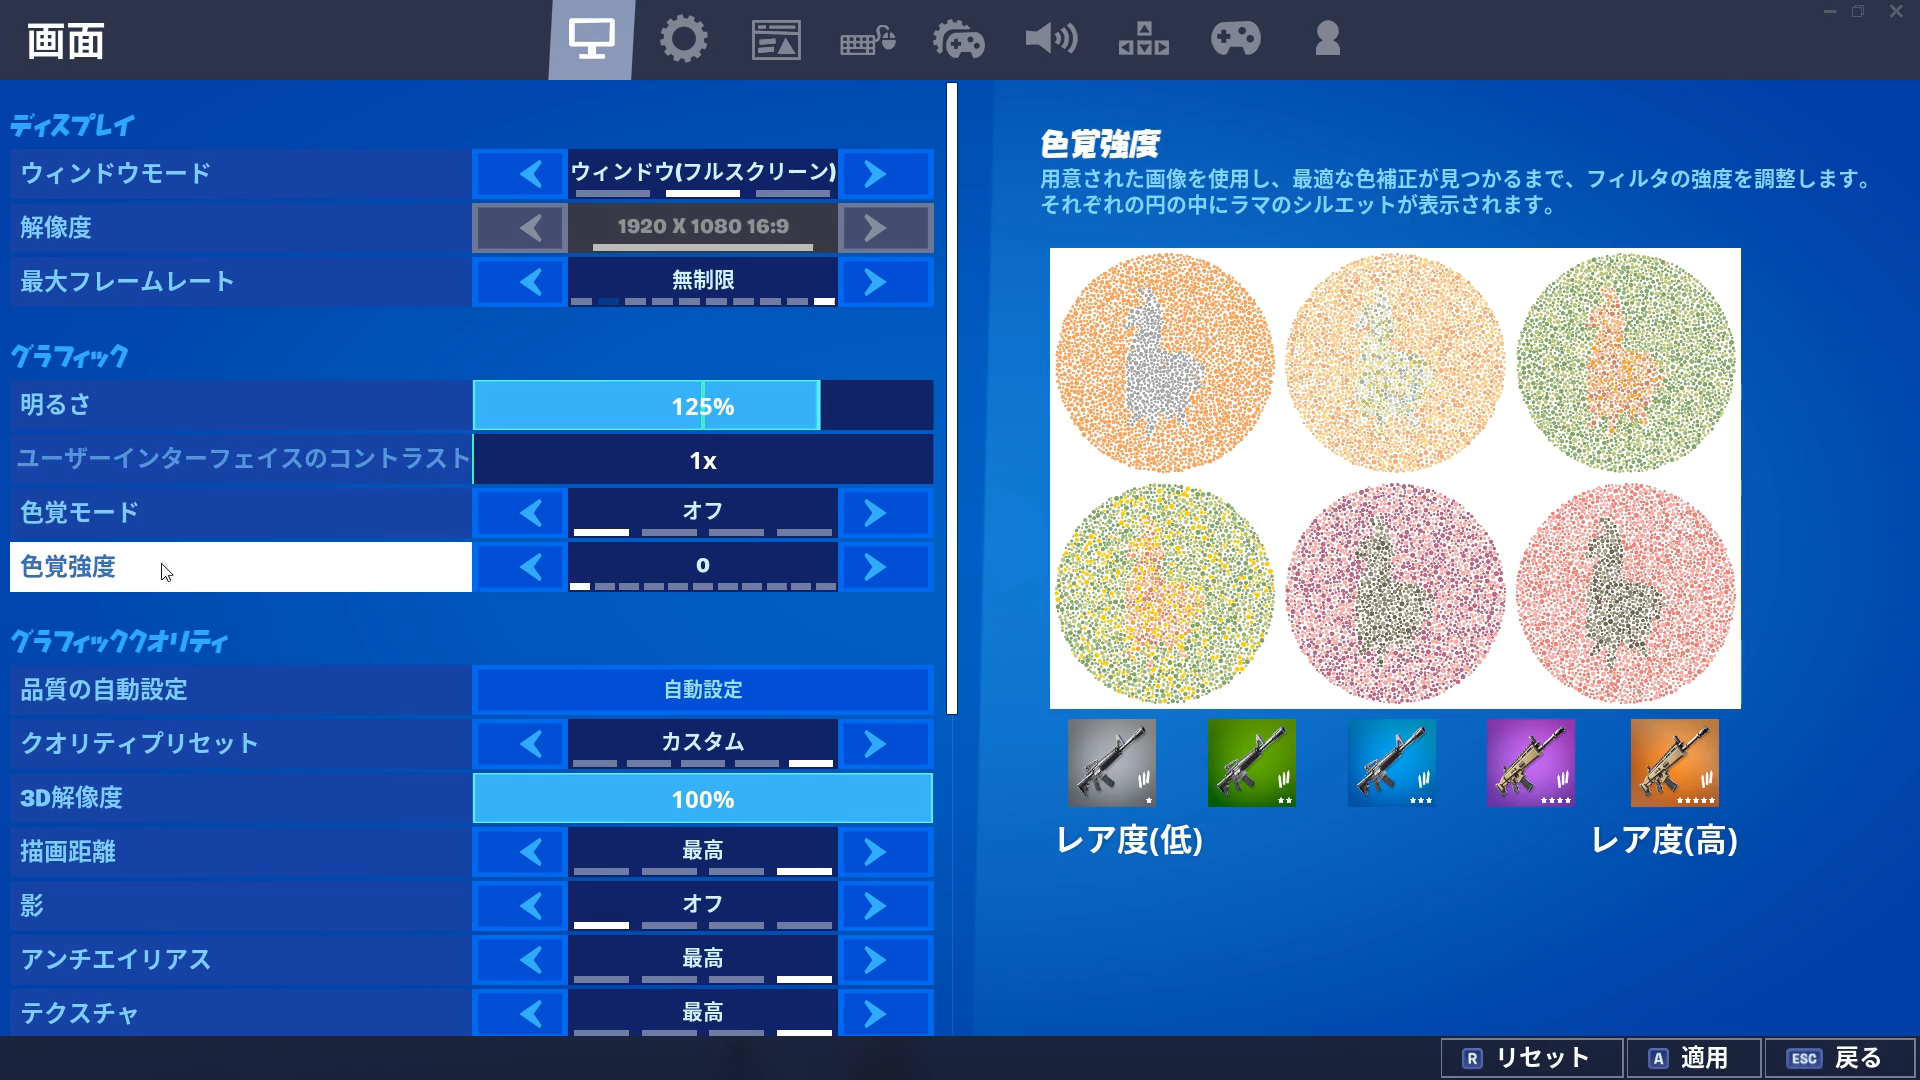 画面
ディスプレイ
ウィンドウモード
ウィンドウ(フルスクリーン)
解像度
1920 X 1080 16:9
最大フレームレート
無制限
グラフィック
明るさ
125%
ユーザーインターフェイスのコントラスト
1x
色覚モード
オフ
色覚強度
0
グラフィッククオリティ
品質の自動設定
自動設定
クオリティプリセット
カスタム
3D解像度
100%
描画距離
最高
影
オフ
アンチエイリアス
最高
テクスチャ
最高
色覚強度
用意された画像を使用し、最適な色補正が見つかるまで、フィルタの強度を調整します。
それぞれの円の中にラマのシルエットが表示されます。
レア度(低)
レア度(高)
R リセット
A 適用
ESC 戻る